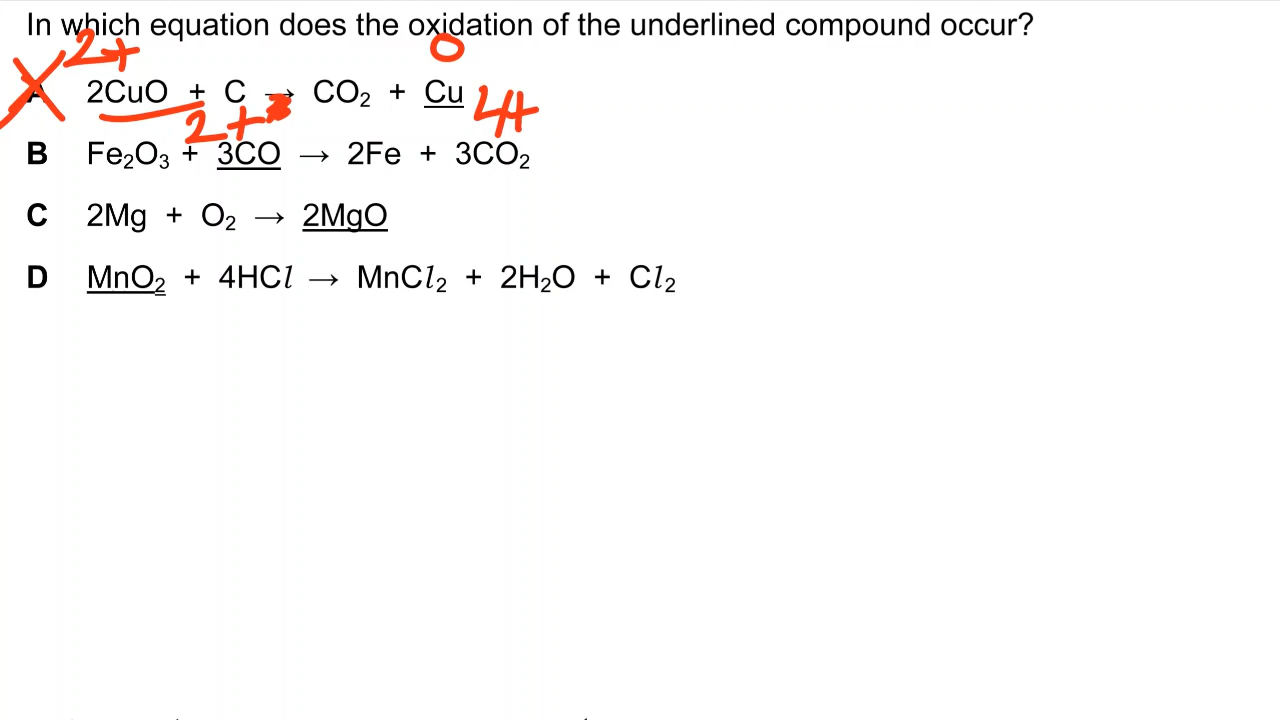 In which equation does the oxidation of the underlined compound occur?
2+ 0
A 2CuO + C → CO₂ + Cu
2+ 4+
B Fe₂O₃ + 3CO → 2Fe + 3CO₂
C 2Mg + O₂ → 2MgO
D MnO₂ + 4HCl → MnCl₂ + 2H₂O + Cl₂